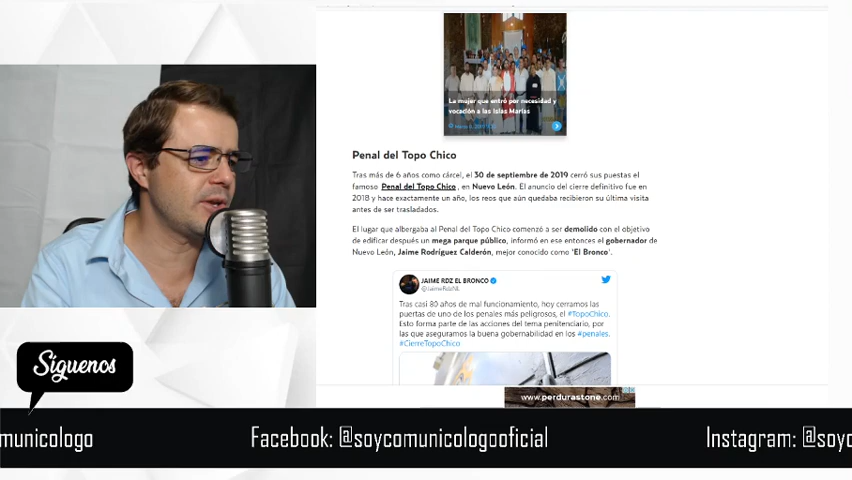 La mujer que entró por necesidad y
vocación a las Islas Marías
Penal del Topo Chico
Tras más de 6 años como cárcel, el 30 de septiembre de 2019 cerró sus puestas el
famoso Penal del Topo Chico, en Nuevo León. El anuncio del cierre definitivo fue en
2018 y hace exactamente un año, los reos que aún quedaba recibieron su última visita
antes de ser trasladados.
El lugar que albergaba al Penal del Topo Chico comenzó a ser demolido con el objetivo
de edificar después un mega parque público, informó en ese entonces el gobernador de
Nuevo León, Jaime Rodríguez Calderón, mejor conocido como 'El Bronco'.
JAIME RDZ EL BRONCO
@JaimeRdzNL
Tras casi 80 años de mal funcionamiento, hoy cerramos las
puertas de uno de los penales más peligrosos, el #TopoChico.
Esto forma parte de las acciones del tema penitenciario, por
las que aseguramos la buena gobernabilidad en los #penales.
#CierreTopoChico
www.perdurastone.com
Síguenos
municologo Facebook: @soycomunicologooficial Instagram: @soyc